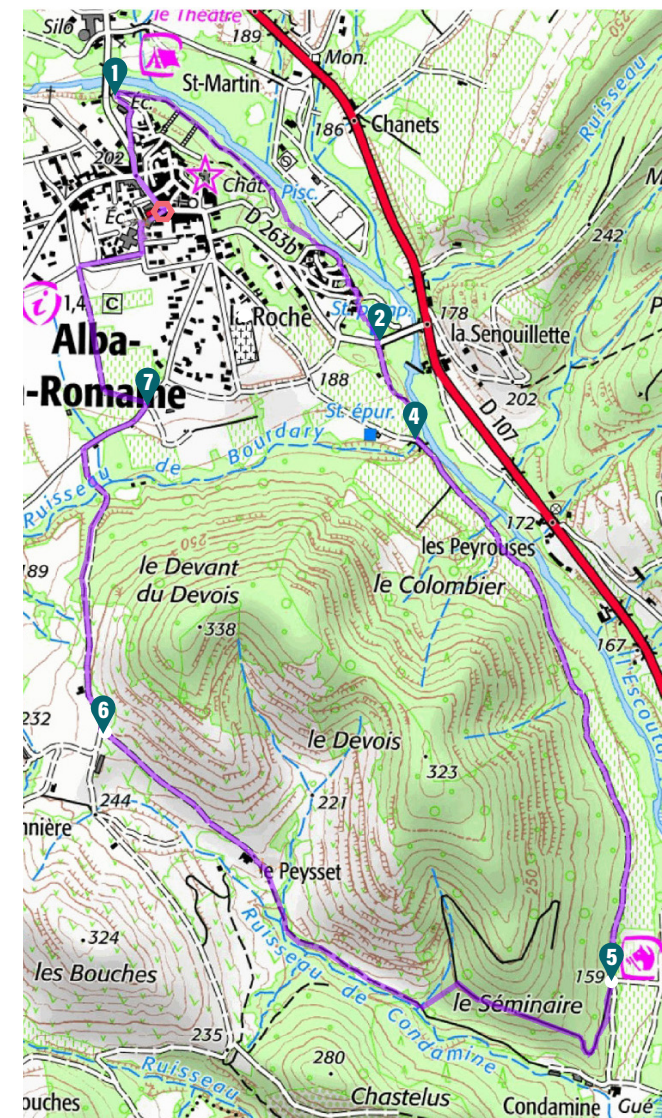 le Théâtre
Silo
189
Mon.
1
St-Martin
Éc.
186
Chanets
202
Chât.
Pisc.
Ruisseau
Éc.
D 263b
242
i
1,4
C
la Roche
2
178
la Senouillette
Alba-
-Romaine
7
188
202
D 107
4
St. épur.
Ruisseau de Bourdary
250
172
les Peyrouses
le Devant
du Devois
le Colombier
338
189
167
l'Escoutay
6
232
le Devois
323
244
221
250
nnière
le Peysset
324
les Bouches
5
159
Ruisseau de Condamine
le Séminaire
235
280
Ruisseau
ouches
Chastelus
Condamine
Gué